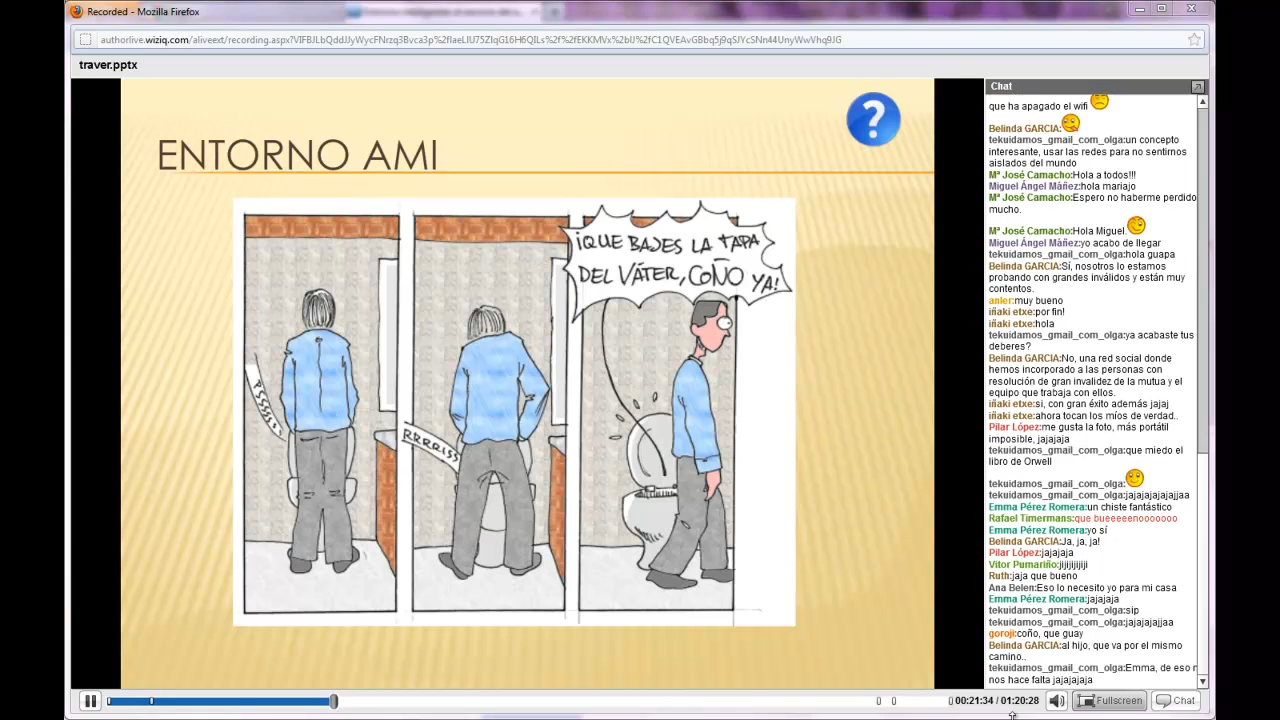 Recorded - Mozilla Firefox
authorlive.wiziq.com/aliveext/recording.aspx?
traver.pptx
ENTORNO AMI
PSSSSSS
RRRRISS
¡QUE BAJES LA TAPA
DEL VÁTER, COÑO YA!
Chat
que ha apagado el wifi
Belinda GARCIA:
tekuidamos_gmail_com_olga:un concepto
interesante, usar las redes para no sentirnos
aislados del mundo
Mª José Camacho:Hola a todos!!!
Miguel Ángel Máñez:hola mariajo
Mª José Camacho:Espero no haberme perdido
mucho.
Mª José Camacho:Hola Miguel
Miguel Ángel Máñez:yo acabo de llegar
tekuidamos_gmail_com_olga:hola guapa
Belinda GARCIA:Sí, nosotros lo estamos
probando con grandes inválidos y están muy
contentos.
anler:muy bueno
iñaki etxe:por fin!
iñaki etxe:hola
tekuidamos_gmail_com_olga:ya acabaste tus
deberes?
Belinda GARCIA:No, una red social donde
hemos incorporado a las personas con
resolución de gran invalidez de la mutua y el
equipo que trabaja con ellos.
iñaki etxe:si, con gran éxito además jajaj
iñaki etxe:ahora tocan los míos de verdad..
Pilar López:me gusta la foto, más portátil
imposible, jajajaja
tekuidamos_gmail_com_olga:que miedo el
libro de Orwell
tekuidamos_gmail_com_olga:
tekuidamos_gmail_com_olga:jajajajajajajjaa
Emma Pérez Romera:un chiste fantástico
Rafael Timermans:que bueeeeenooooooo
Emma Pérez Romera:yo sí
Belinda GARCIA:Ja, ja, ja!
Pilar López:jajajaja
Vitor Pumariño:jijijijijijiji
Ruth:jaja que bueno
Ana Belen:Eso lo necesito yo para mi casa
Emma Pérez Romera:jajajaja
tekuidamos_gmail_com_olga:sip
tekuidamos_gmail_com_olga:jajajajajjaa
goroji:coño, que guay
Belinda GARCIA:al hijo, que va por el mismo
camino..
tekuidamos_gmail_com_olga:Emma, de eso n
nos hace falta jajajajaja
00:21:34 / 01:20:28
Fullscreen
Chat